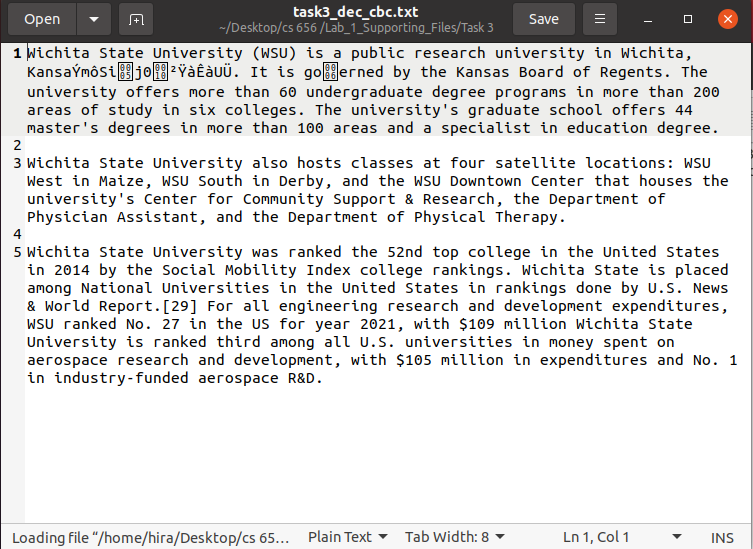 Open
task3_dec_cbc.txt
~/Desktop/cs 656 /Lab_1_Supporting_Files/Task 3
Save
1 Wichita State University (WSU) is a public research university in Wichita,
KansaÝmôSi[0005]j0[0010]²ŸàÊàUÜ. It is go[0006]erned by the Kansas Board of Regents. The
university offers more than 60 undergraduate degree programs in more than 200
areas of study in six colleges. The university's graduate school offers 44
master's degrees in more than 100 areas and a specialist in education degree.
2
3 Wichita State University also hosts classes at four satellite locations: WSU
West in Maize, WSU South in Derby, and the WSU Downtown Center that houses the
university's Center for Community Support & Research, the Department of
Physician Assistant, and the Department of Physical Therapy.
4
5 Wichita State University was ranked the 52nd top college in the United States
in 2014 by the Social Mobility Index college rankings. Wichita State is placed
among National Universities in the United States in rankings done by U.S. News
& World Report.[29] For all engineering research and development expenditures,
WSU ranked No. 27 in the US for year 2021, with $109 million Wichita State
University is ranked third among all U.S. universities in money spent on
aerospace research and development, with $105 million in expenditures and No. 1
in industry-funded aerospace R&D.
Loading file “/home/hira/Desktop/cs 65… Plain Text Tab Width: 8 Ln 1, Col 1 INS